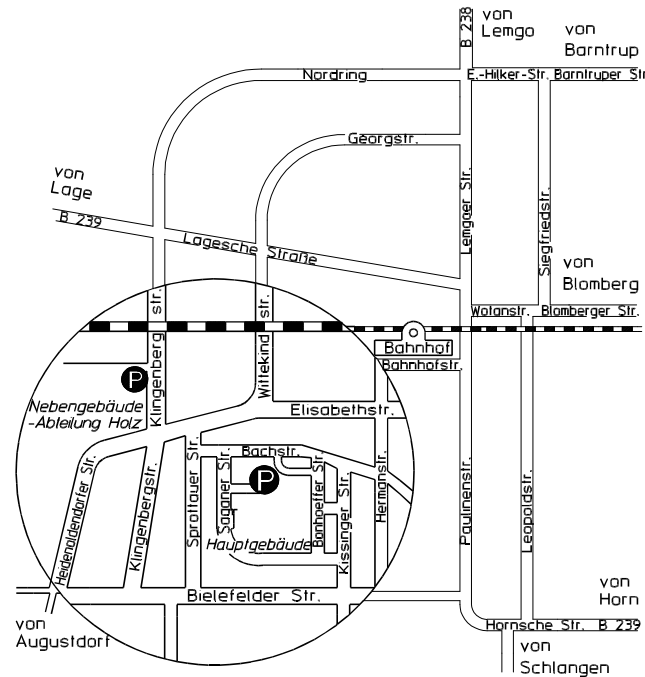 B 238
von
Lemgo
von
Barntrup
Nordring
E.-Hilker-Str.
Barntruper Str
Georgstr.
von
Lage
B 239
Lemgoer Str.
Siegfriedstr.
Lagesche Straße
von
Blomberg
Klingenberg str.
Wittekind str.
Wotanstr.
Blomberger Str.
Bahnhof
Bahnhofstr.
P
Nebengebäude
-Abteilung Holz
Elisabethstr.
Heidenoldendorfer Str.
Klingenbergstr.
Sprottauer Str.
Saganer Str.
Bachstr.
P
Bonhoeffer Str.
Kissinger Str.
Hermanstr.
Paulinenstr.
Leopoldstr.
Hauptgebäude
Bielefelder Str.
von
Horn
von
Augustdorf
Hornsche Str. B 239
von
Schlangen